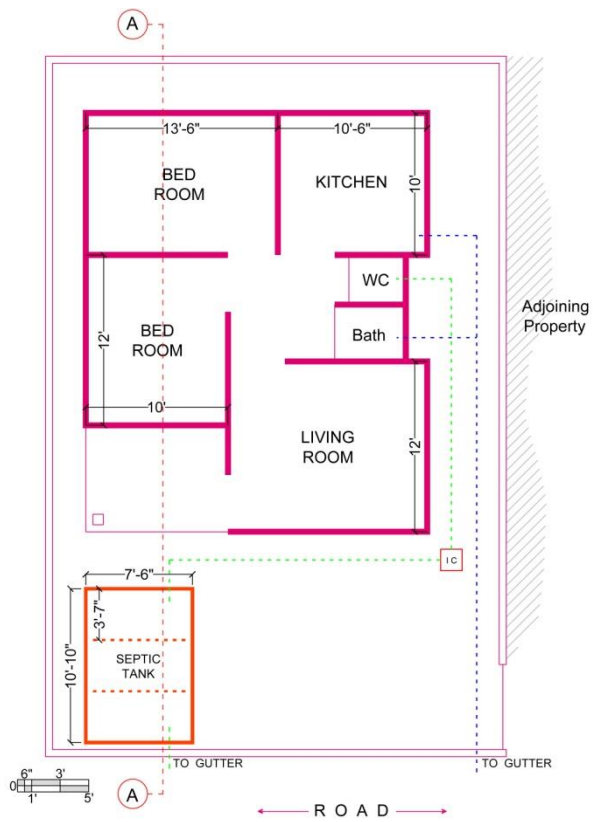 A
13'-6"
10'-6"
BED
ROOM
KITCHEN
10'
WC
Adjoining
Property
12'
BED
ROOM
Bath
10'
LIVING
ROOM
12'
I C
7'-6"
3'-7"
10'-10"
SEPTIC
TANK
TO GUTTER
TO GUTTER
0
6"
3'
1'
5'
A
ROAD